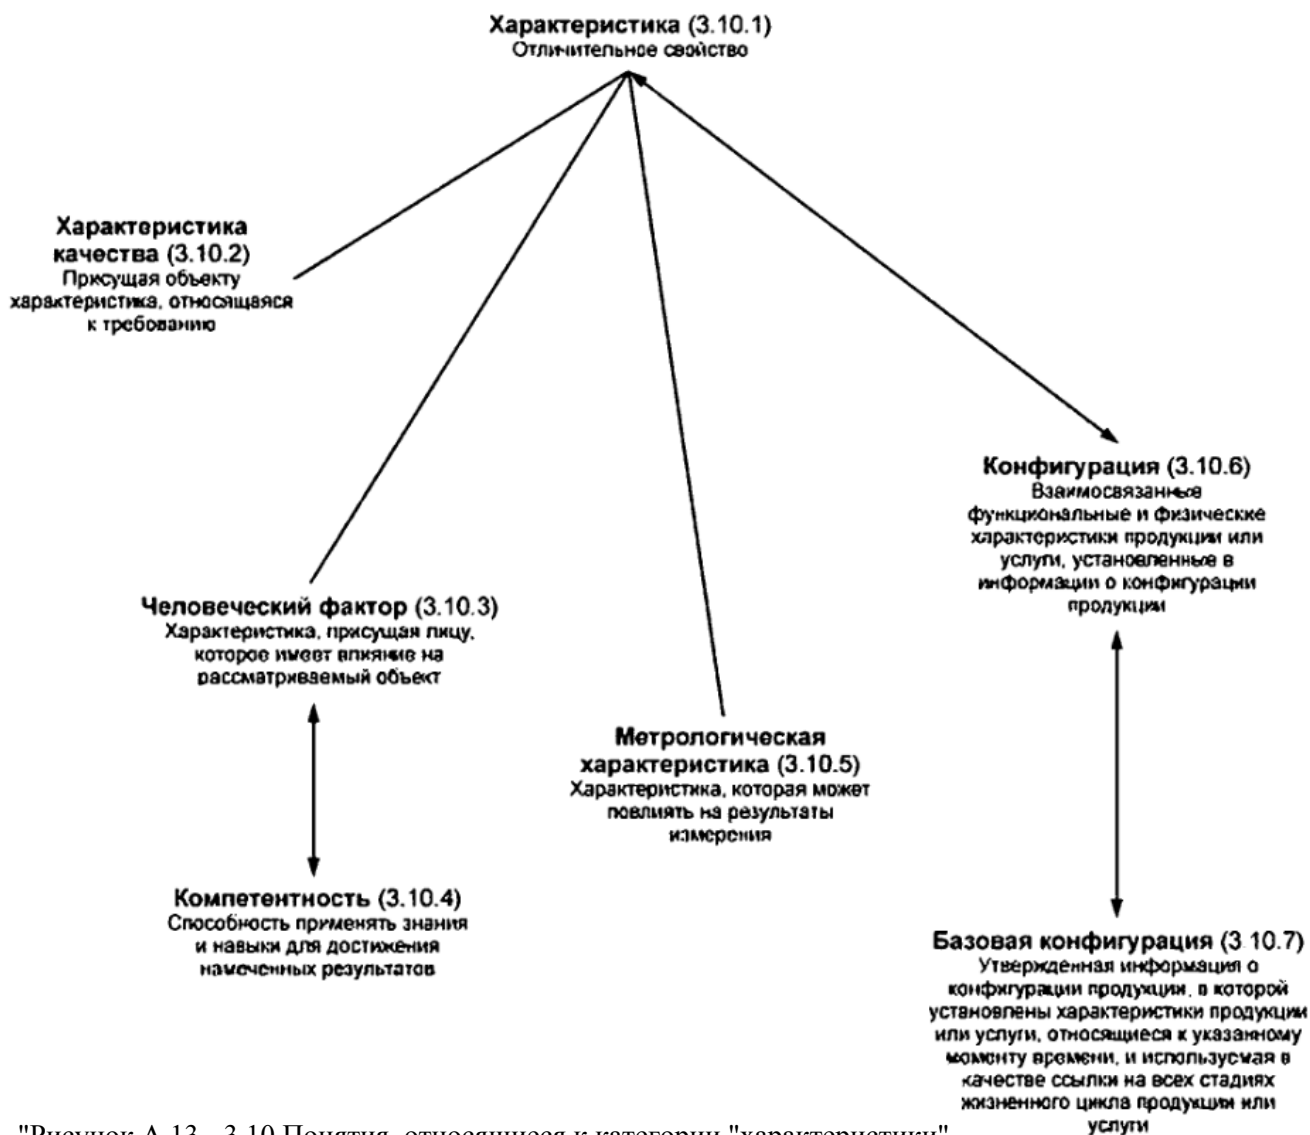 Характеристика (3.10.1)
Отличительное свойство
Характеристика
качества (3.10.2)
Присущая объекту
характеристика, относящаяся
к требованию
Конфигурация (3.10.6)
Взаимосвязанные
функциональные и физические
характеристики продукции или
услуги, установленные в
информации о конфигурации
продукции
Человеческий фактор (3.10.3)
Характеристика, присущая лицу,
которое имеет влияние на
рассматриваемый объект
Метрологическая
характеристика (3.10.5)
Характеристика, которая может
повлиять на результаты
измерения
Компетентность (3.10.4)
Способность применять знания
и навыки для достижения
намеченных результатов
Базовая конфигурация (3.10.7)
Утвержденная информация о
конфигурации продукции, в которой
установлены характеристики продукции
или услуги, относящиеся к указанному
моменту времени, и используемая в
качестве ссылки на всех стадиях
жизненного цикла продукции или
услуги
"Рисунок А.13 - 3.10 Понятия, относящиеся к категории "характеристики"